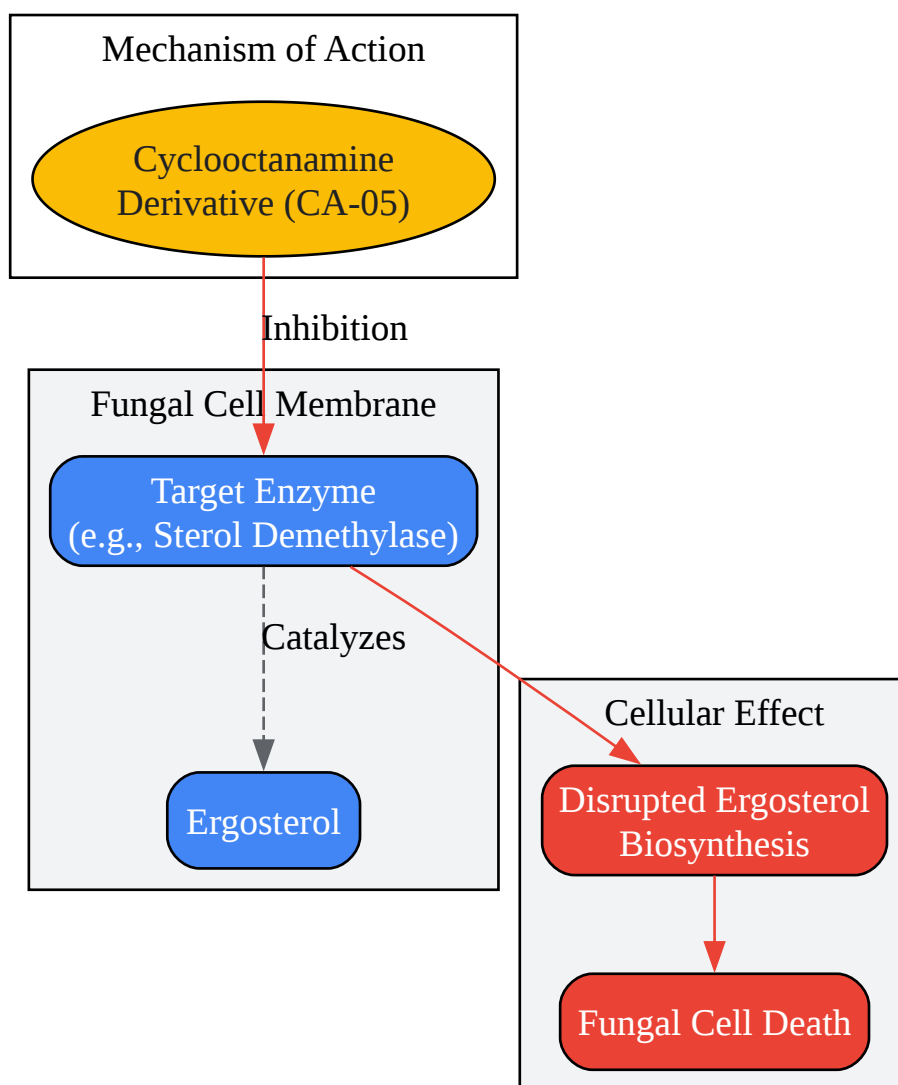 Mechanism of Action
Cyclooctanamine
Derivative (CA-05)
Inhibition
Fungal Cell Membrane
Target Enzyme
(e.g., Sterol Demethylase)
Catalyzes
Ergosterol
Cellular Effect
Disrupted Ergosterol
Biosynthesis
Fungal Cell Death